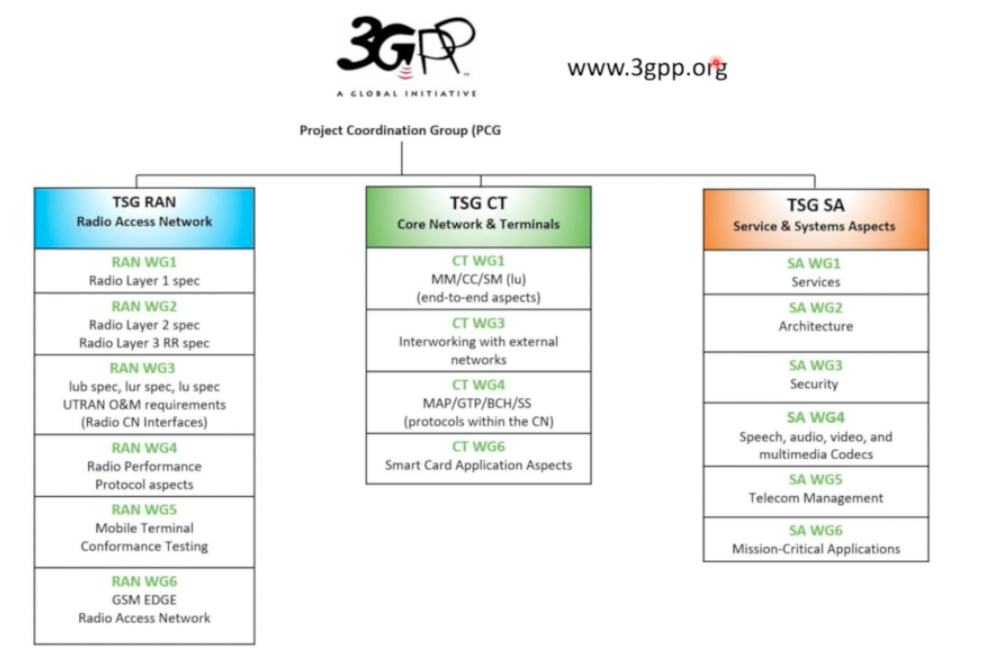 3GPP
™
A GLOBAL INITIATIVE
www.3gpp.org
Project Coordination Group (PCG
TSG RAN
Radio Access Network
RAN WG1
Radio Layer 1 spec
RAN WG2
Radio Layer 2 spec
Radio Layer 3 RR spec
RAN WG3
lub spec, lur spec, lu spec
UTRAN O&M requirements
(Radio CN Interfaces)
RAN WG4
Radio Performance
Protocol aspects
RAN WG5
Mobile Terminal
Conformance Testing
RAN WG6
GSM EDGE
Radio Access Network
TSG CT
Core Network & Terminals
CT WG1
MM/CC/SM (lu)
(end-to-end aspects)
CT WG3
Interworking with external
networks
CT WG4
MAP/GTP/BCH/SS
(protocols within the CN)
CT WG6
Smart Card Application Aspects
TSG SA
Service & Systems Aspects
SA WG1
Services
SA WG2
Architecture
SA WG3
Security
SA WG4
Speech, audio, video, and
multimedia Codecs
SA WG5
Telecom Management
SA WG6
Mission-Critical Applications